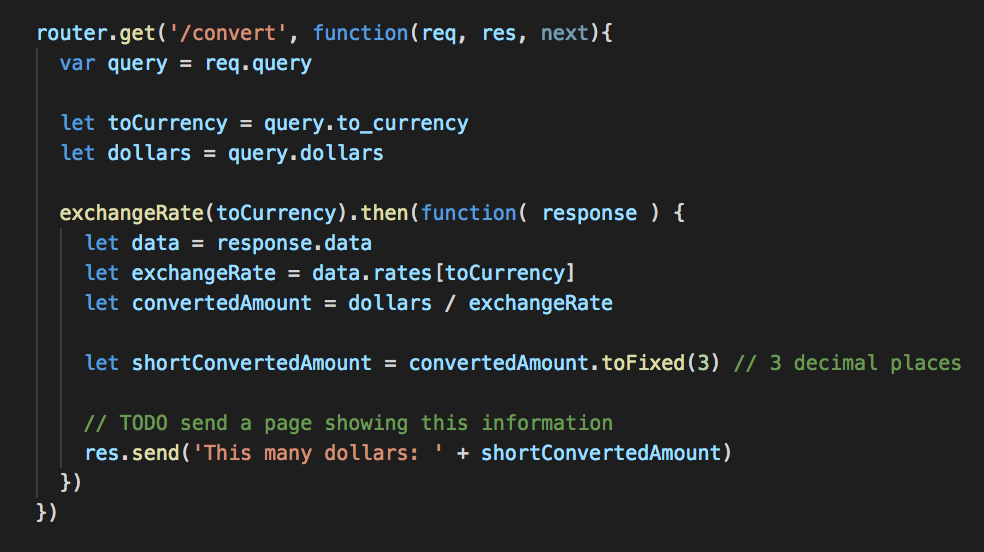 router.get('/convert', function(req, res, next){
  var query = req.query

  let toCurrency = query.to_currency
  let dollars = query.dollars

  exchangeRate(toCurrency).then(function( response ) {
    let data = response.data
    let exchangeRate = data.rates[toCurrency]
    let convertedAmount = dollars / exchangeRate

    let shortConvertedAmount = convertedAmount.toFixed(3) // 3 decimal places

    // TODO send a page showing this information
    res.send('This many dollars: ' + shortConvertedAmount)
  })
})